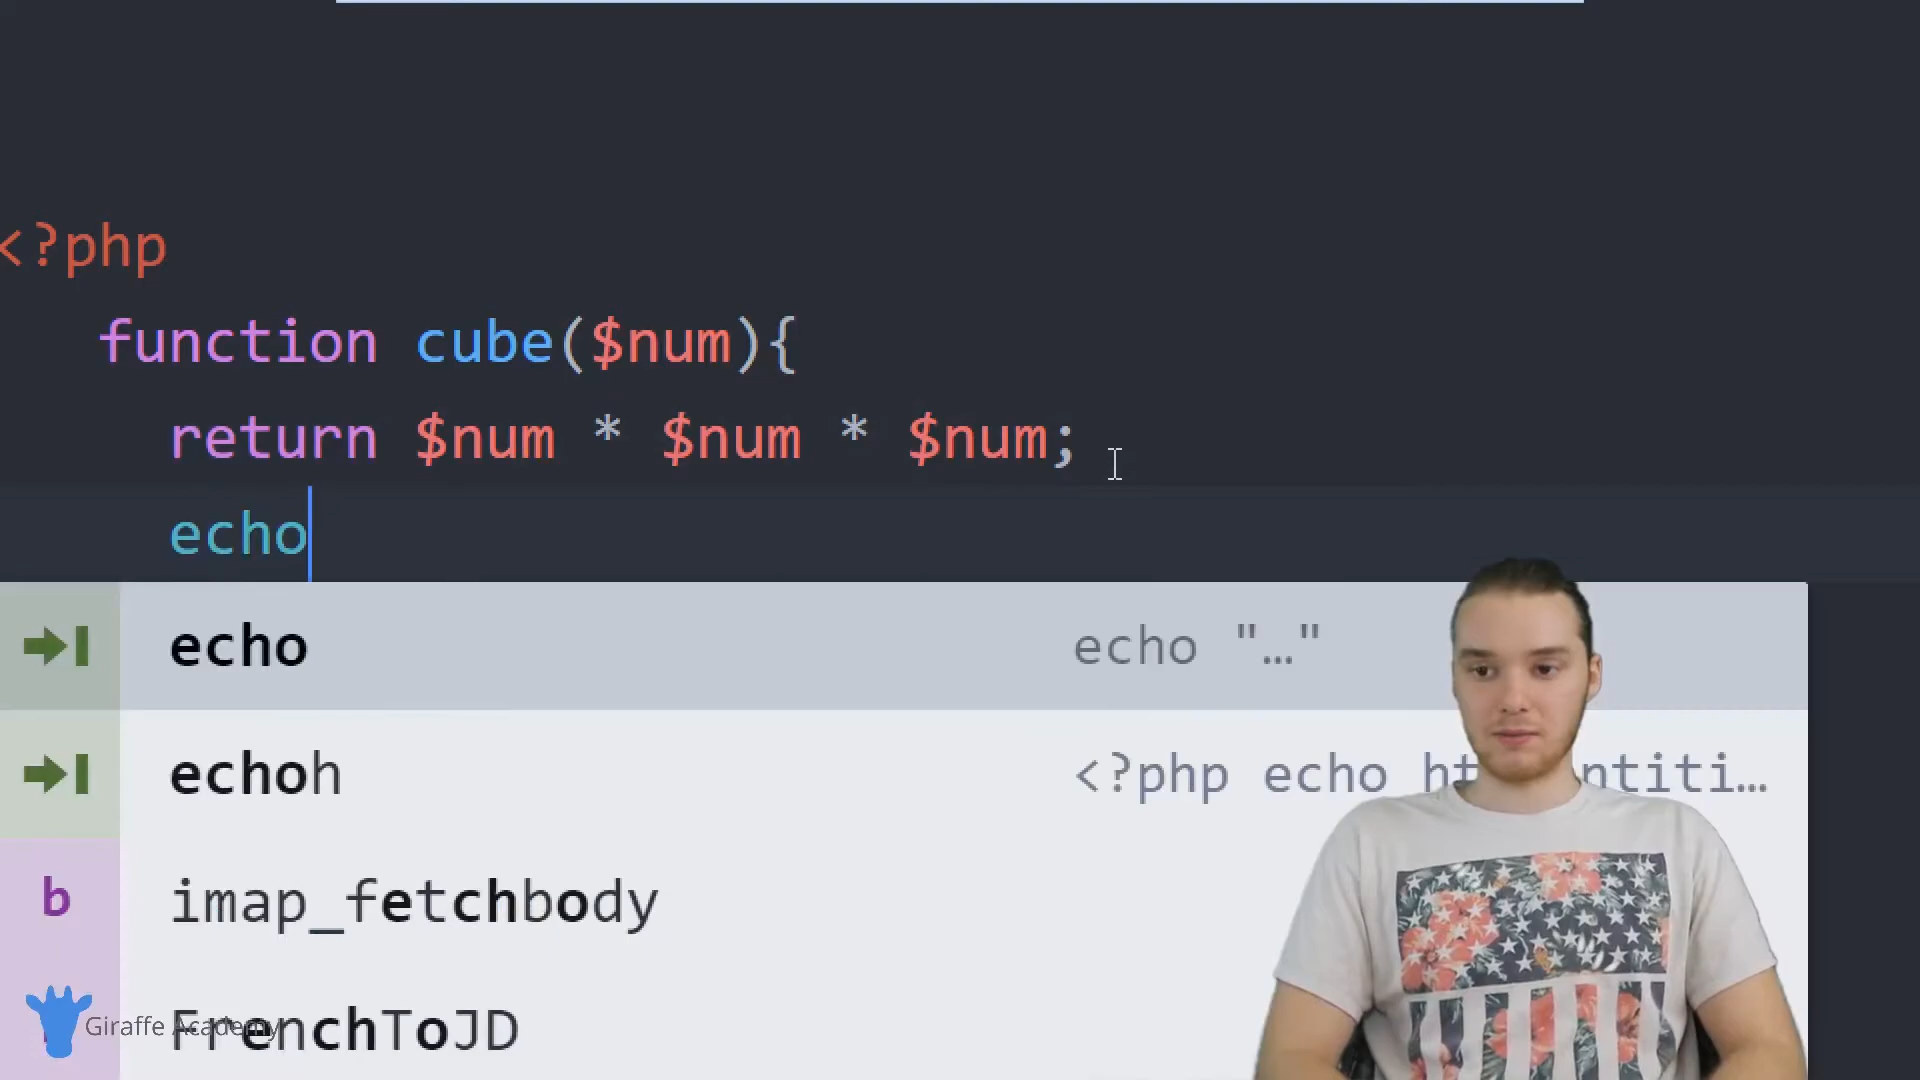 <?php
function cube($num){
return $num * $num * $num;
echo
echo echo "…"
echoh <?php echo ht ntiti…
b imap_fetchbody
FrenchToJD
Giraffe Academy